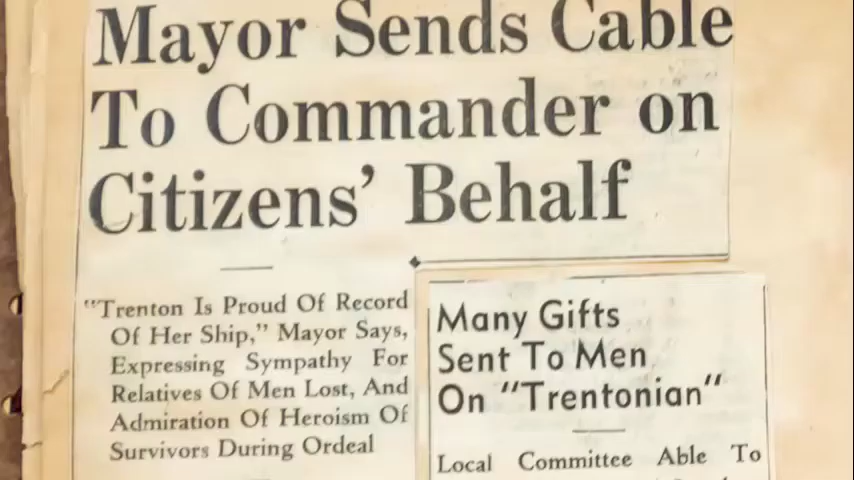 Mayor Sends Cable
To Commander on
Citizens' Behalf
"Trenton Is Proud Of Record
Of Her Ship," Mayor Says,
Expressing Sympathy For
Relatives Of Men Lost, And
Admiration Of Heroism Of
Survivors During Ordeal
Many Gifts
Sent To Men
On "Trentonian"
Local Committee Able To